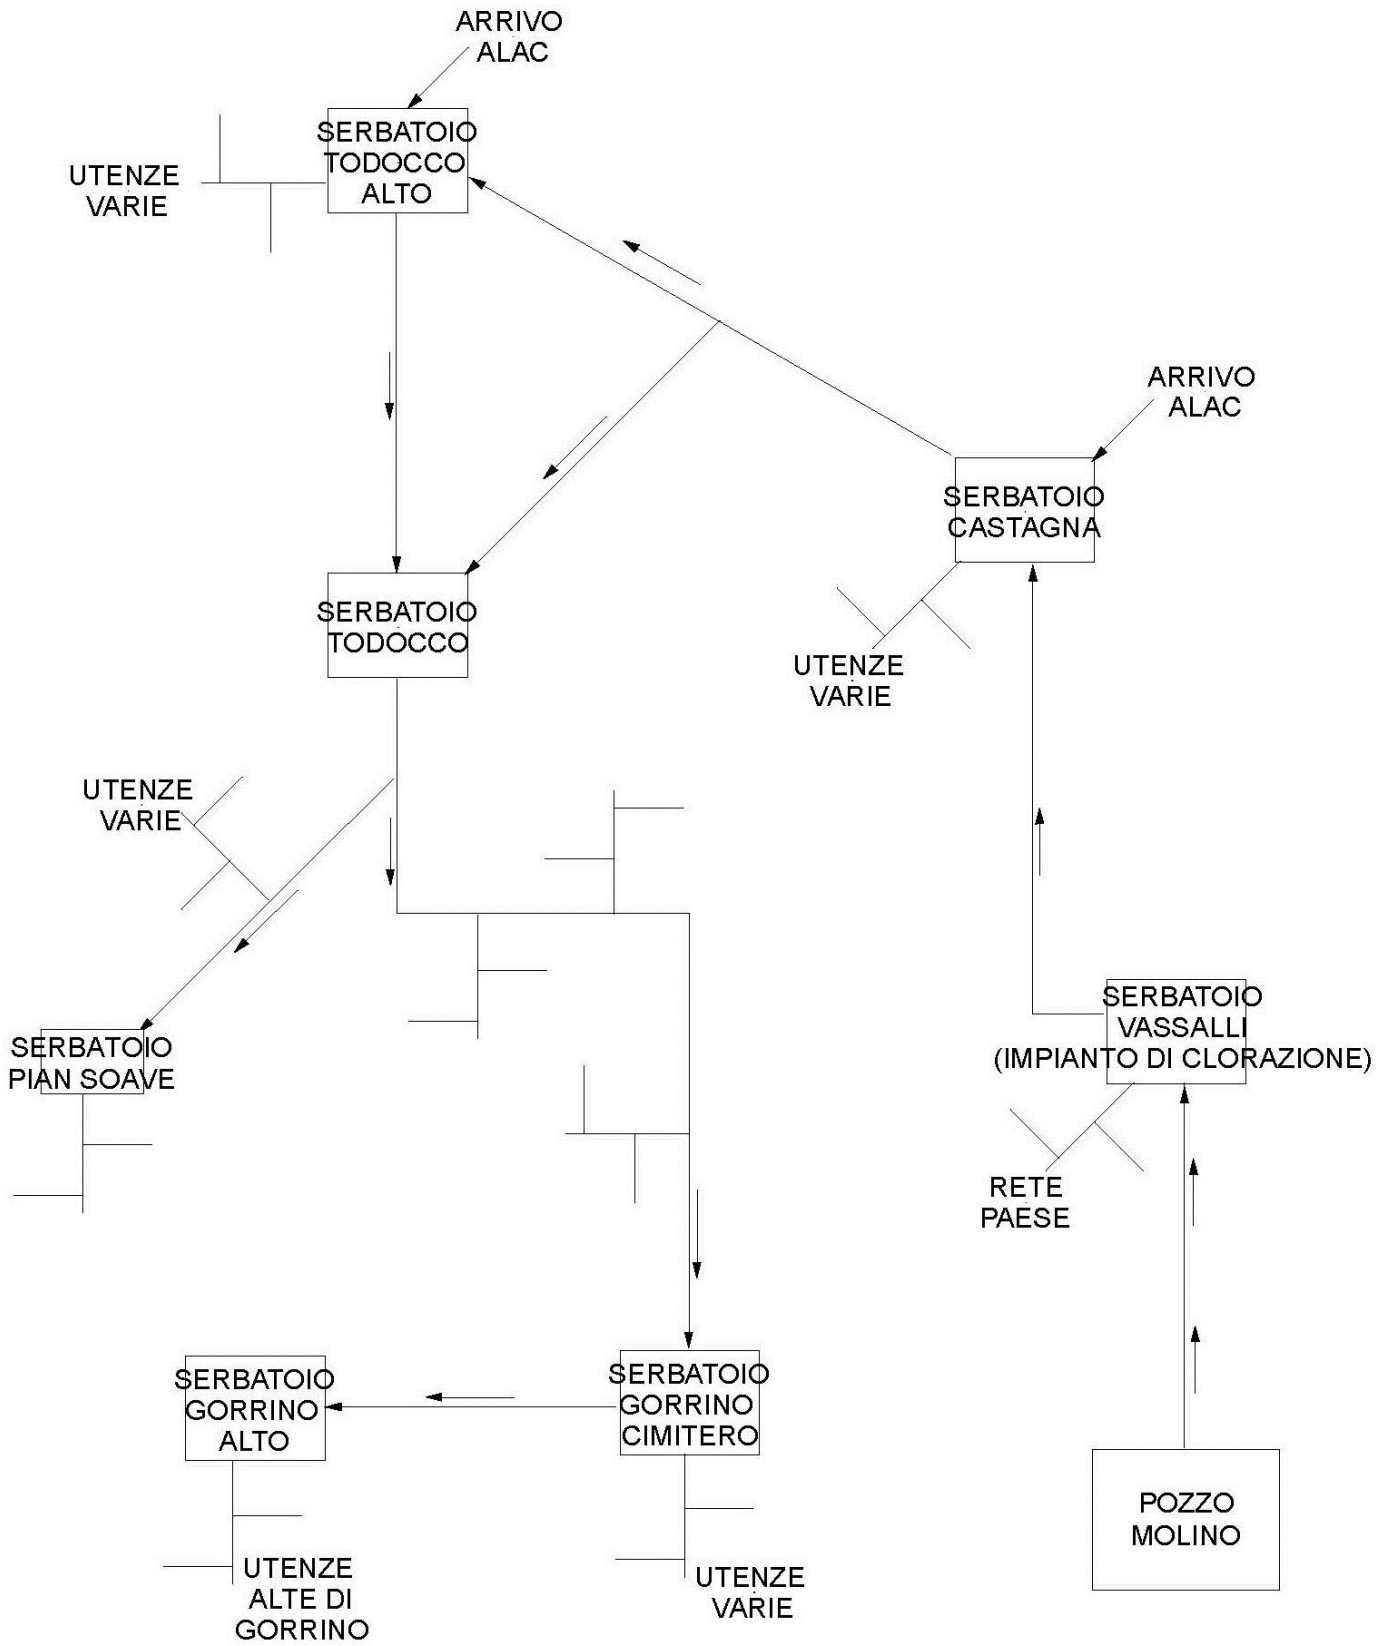 ARRIVO
ALAC
SERBATOIO
TODOCCO
ALTO
UTENZE
VARIE
ARRIVO
ALAC
SERBATOIO
CASTAGNA
SERBATOIO
TODOCCO
UTENZE
VARIE
UTENZE
VARIE
SERBATOIO
VASSALLI
(IMPIANTO DI CLORAZIONE)
SERBATOIO
PIAN SOAVE
RETE
PAESE
SERBATOIO
GORRINO
ALTO
SERBATOIO
GORRINO
CIMITERO
POZZO
MOLINO
UTENZE
ALTE DI
GORRINO
UTENZE
VARIE